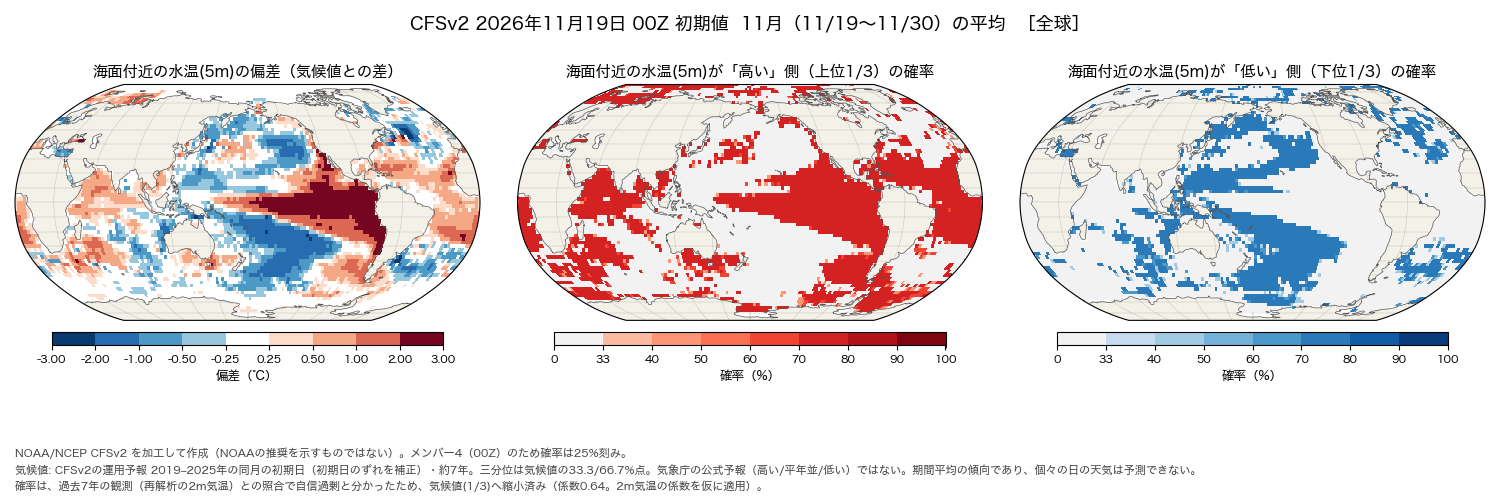 CFSv2 2026年11月19日 00Z 初期値  11月（11/19～11/30）の平均  ［全球］
海面付近の水温(5m)の偏差（気候値との差）
海面付近の水温(5m)が「高い」側（上位1/3）の確率
海面付近の水温(5m)が「低い」側（下位1/3）の確率
-3.00 -2.00 -1.00 -0.50 -0.25 0.25 0.50 1.00 2.00 3.00
偏差（℃）
0 33 40 50 60 70 80 90 100
確率（%）
0 33 40 50 60 70 80 90 100
確率（%）
NOAA/NCEP CFSv2 を加工して作成（NOAAの推奨を示すものではない）。メンバー4（00Z）のため確率は25%刻み。
気候値: CFSv2の運用予報 2019–2025年の同月の初期日（初期日のずれを補正）・約7年。三分位は気候値の33.3/66.7%点。気象庁の公式予報（高い/平年並/低い）ではない。期間平均の傾向であり、個々の日の天気は予測できない。
確率は、過去7年の観測（再解析の2m気温）との照合で自信過剰と分かったため、気候値(1/3)へ縮小済み（係数0.64。2m気温の係数を仮に適用）。